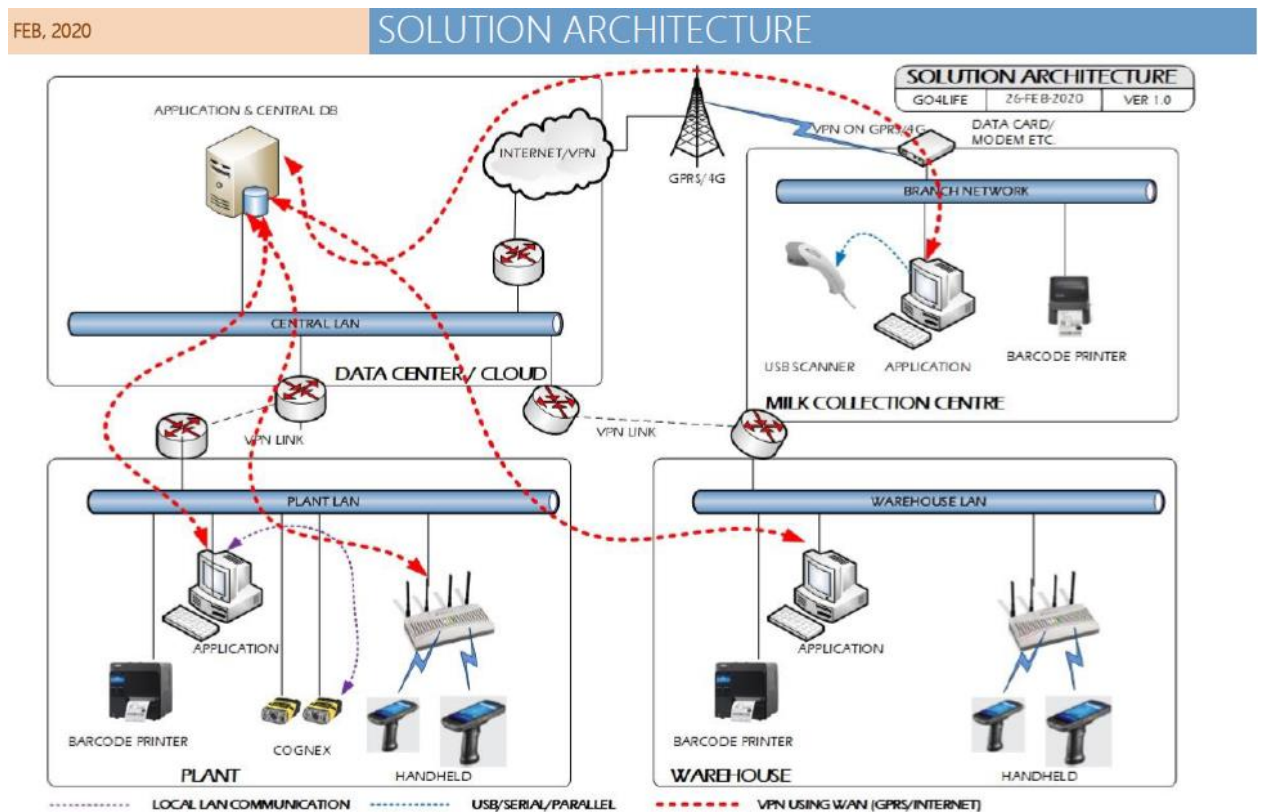 FEB, 2020
SOLUTION ARCHITECTURE
SOLUTION ARCHITECTURE
GO4LIFE 26-FEB-2020 VER 1.0
APPLICATION & CENTRAL DB
INTERNET/VPN
GPRS/4G
VPN ON GPRS/4G
DATA CARD/
MODEM ETC.
BRANCH NETWORK
USB SCANNER
APPLICATION
BARCODE PRINTER
MILK COLLECTION CENTRE
CENTRAL LAN
DATA CENTER / CLOUD
VPN LINK
VPN LINK
PLANT LAN
APPLICATION
BARCODE PRINTER
COGNEX
HANDHELD
PLANT
WAREHOUSE LAN
APPLICATION
BARCODE PRINTER
HANDHELD
WAREHOUSE
LOCAL LAN COMMUNICATION USB/SERIAL/PARALLEL VPN USING WAN (GPRS/INTERNET)